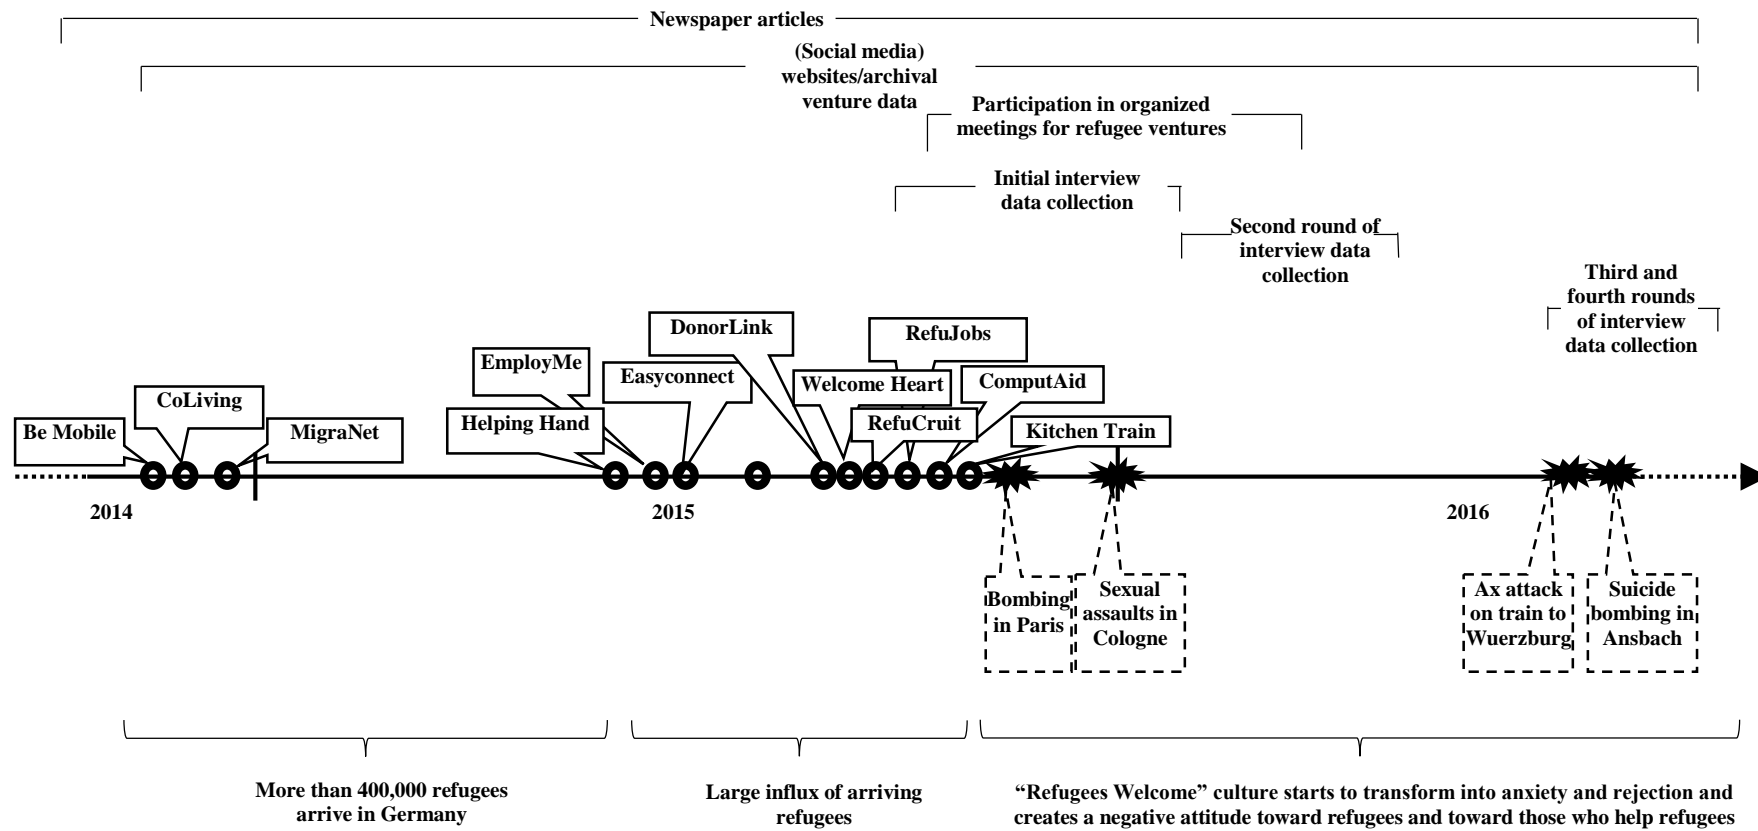 Newspaper articles
(Social media)
websites/archival
venture data
Participation in organized
meetings for refugee ventures
Initial interview
data collection
Second round of
interview data
collection
Third and
fourth rounds
of interview
data collection
DonorLink
RefuJobs
EmployMe
Easyconnect
Welcome Heart
ComputAid
CoLiving
Be Mobile
MigraNet
Helping Hand
RefuCruit
Kitchen Train
2014
2015
2016
Bombing
in Paris
Sexual
assaults in
Cologne
Ax attack
on train to
Wuerzburg
Suicide
bombing in
Ansbach
More than 400,000 refugees
arrive in Germany
Large influx of arriving
refugees
“Refugees Welcome” culture starts to transform into anxiety and rejection and
creates a negative attitude toward refugees and toward those who help refugees